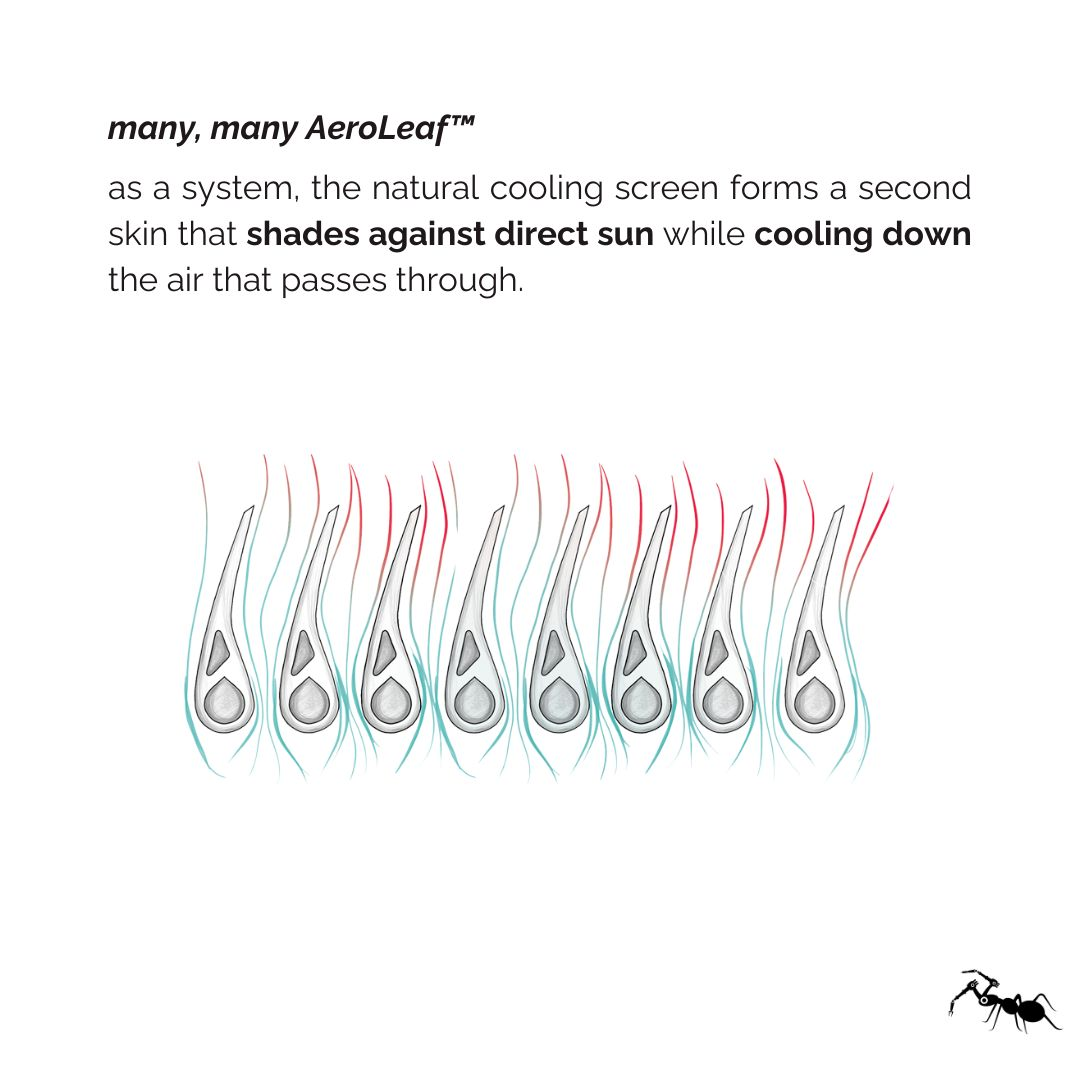 many, many AeroLeaf™
as a system, the natural cooling screen forms a second
skin that shades against direct sun while cooling down
the air that passes through.